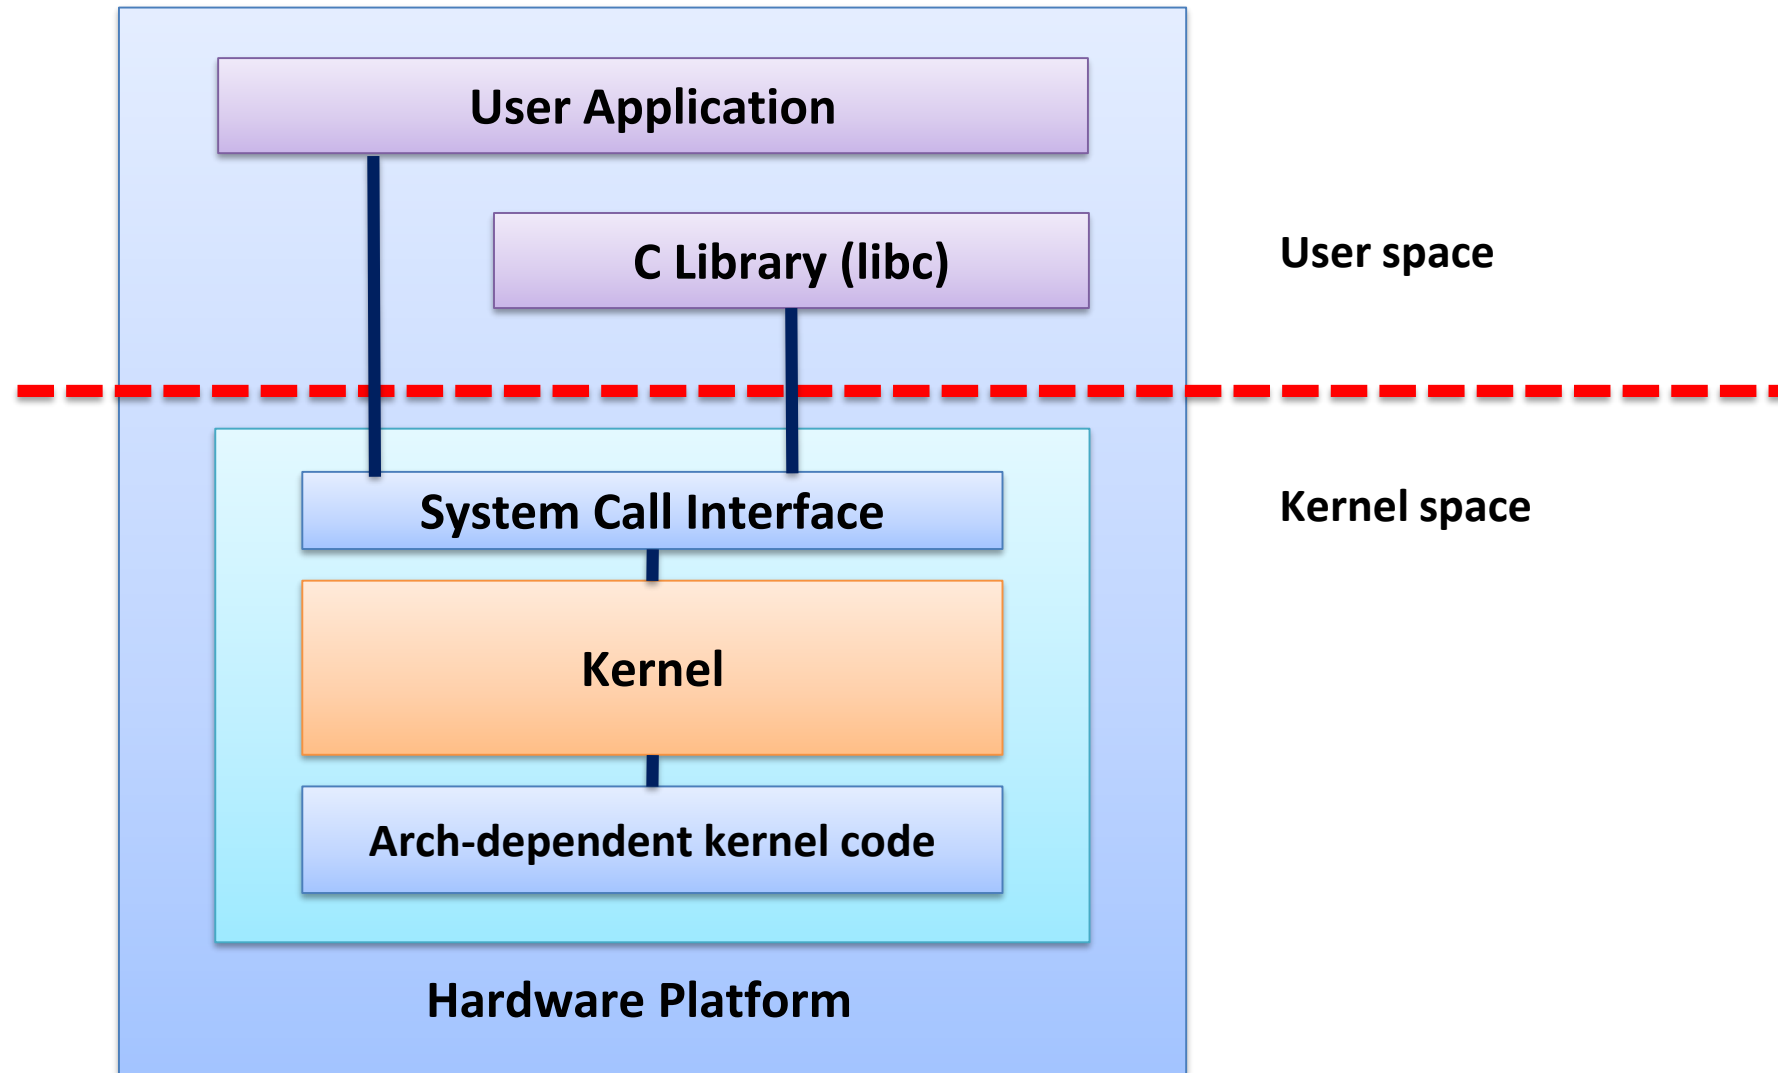 User Application
C Library (libc)
User space
System Call Interface
Kernel space
Kernel
Arch-dependent kernel code
Hardware Platform